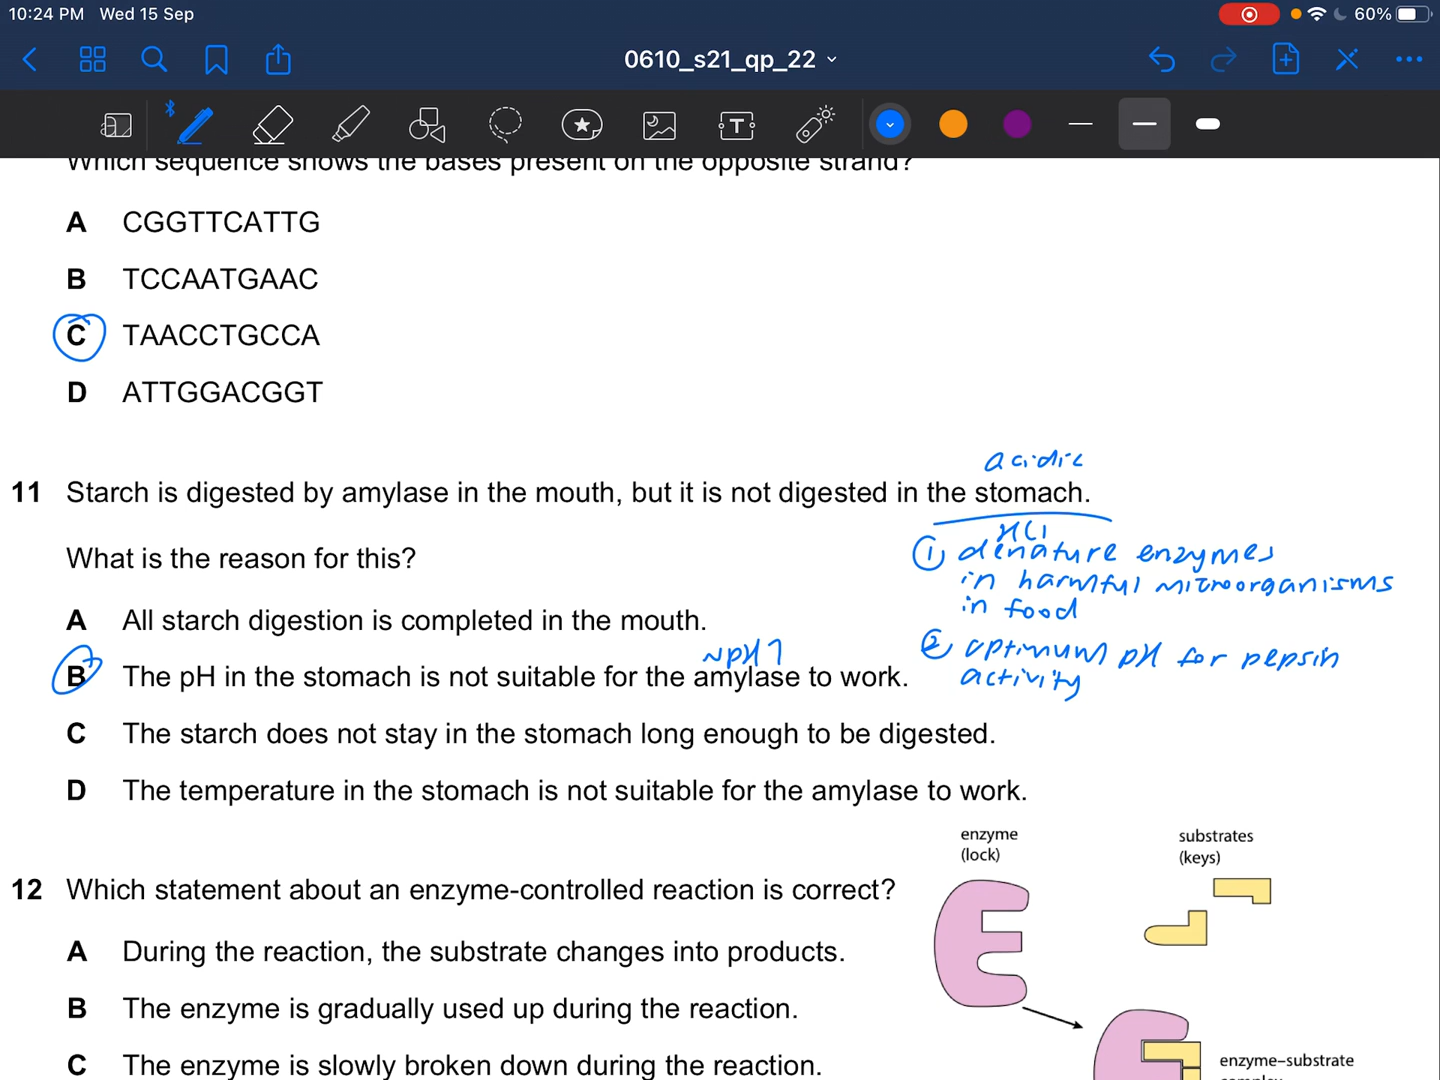 10:24 PM Wed 15 Sep
60%
0610_s21_qp_22
T
Which sequence shows the bases present on the opposite strand?
A CGGTTCATTG
B TCCAATGAAC
C TAACCTGCCA
D ATTGGACGGT
acidic
11 Starch is digested by amylase in the mouth, but it is not digested in the stomach.
HCl
What is the reason for this?
① denature enzymes
in harmful microorganisms
in food
A All starch digestion is completed in the mouth.
~pH 7
② optimum pH for pepsin
activity
B The pH in the stomach is not suitable for the amylase to work.
C The starch does not stay in the stomach long enough to be digested.
D The temperature in the stomach is not suitable for the amylase to work.
enzyme
(lock)
substrates
(keys)
12 Which statement about an enzyme-controlled reaction is correct?
A During the reaction, the substrate changes into products.
B The enzyme is gradually used up during the reaction.
C The enzyme is slowly broken down during the reaction.
enzyme–substrate